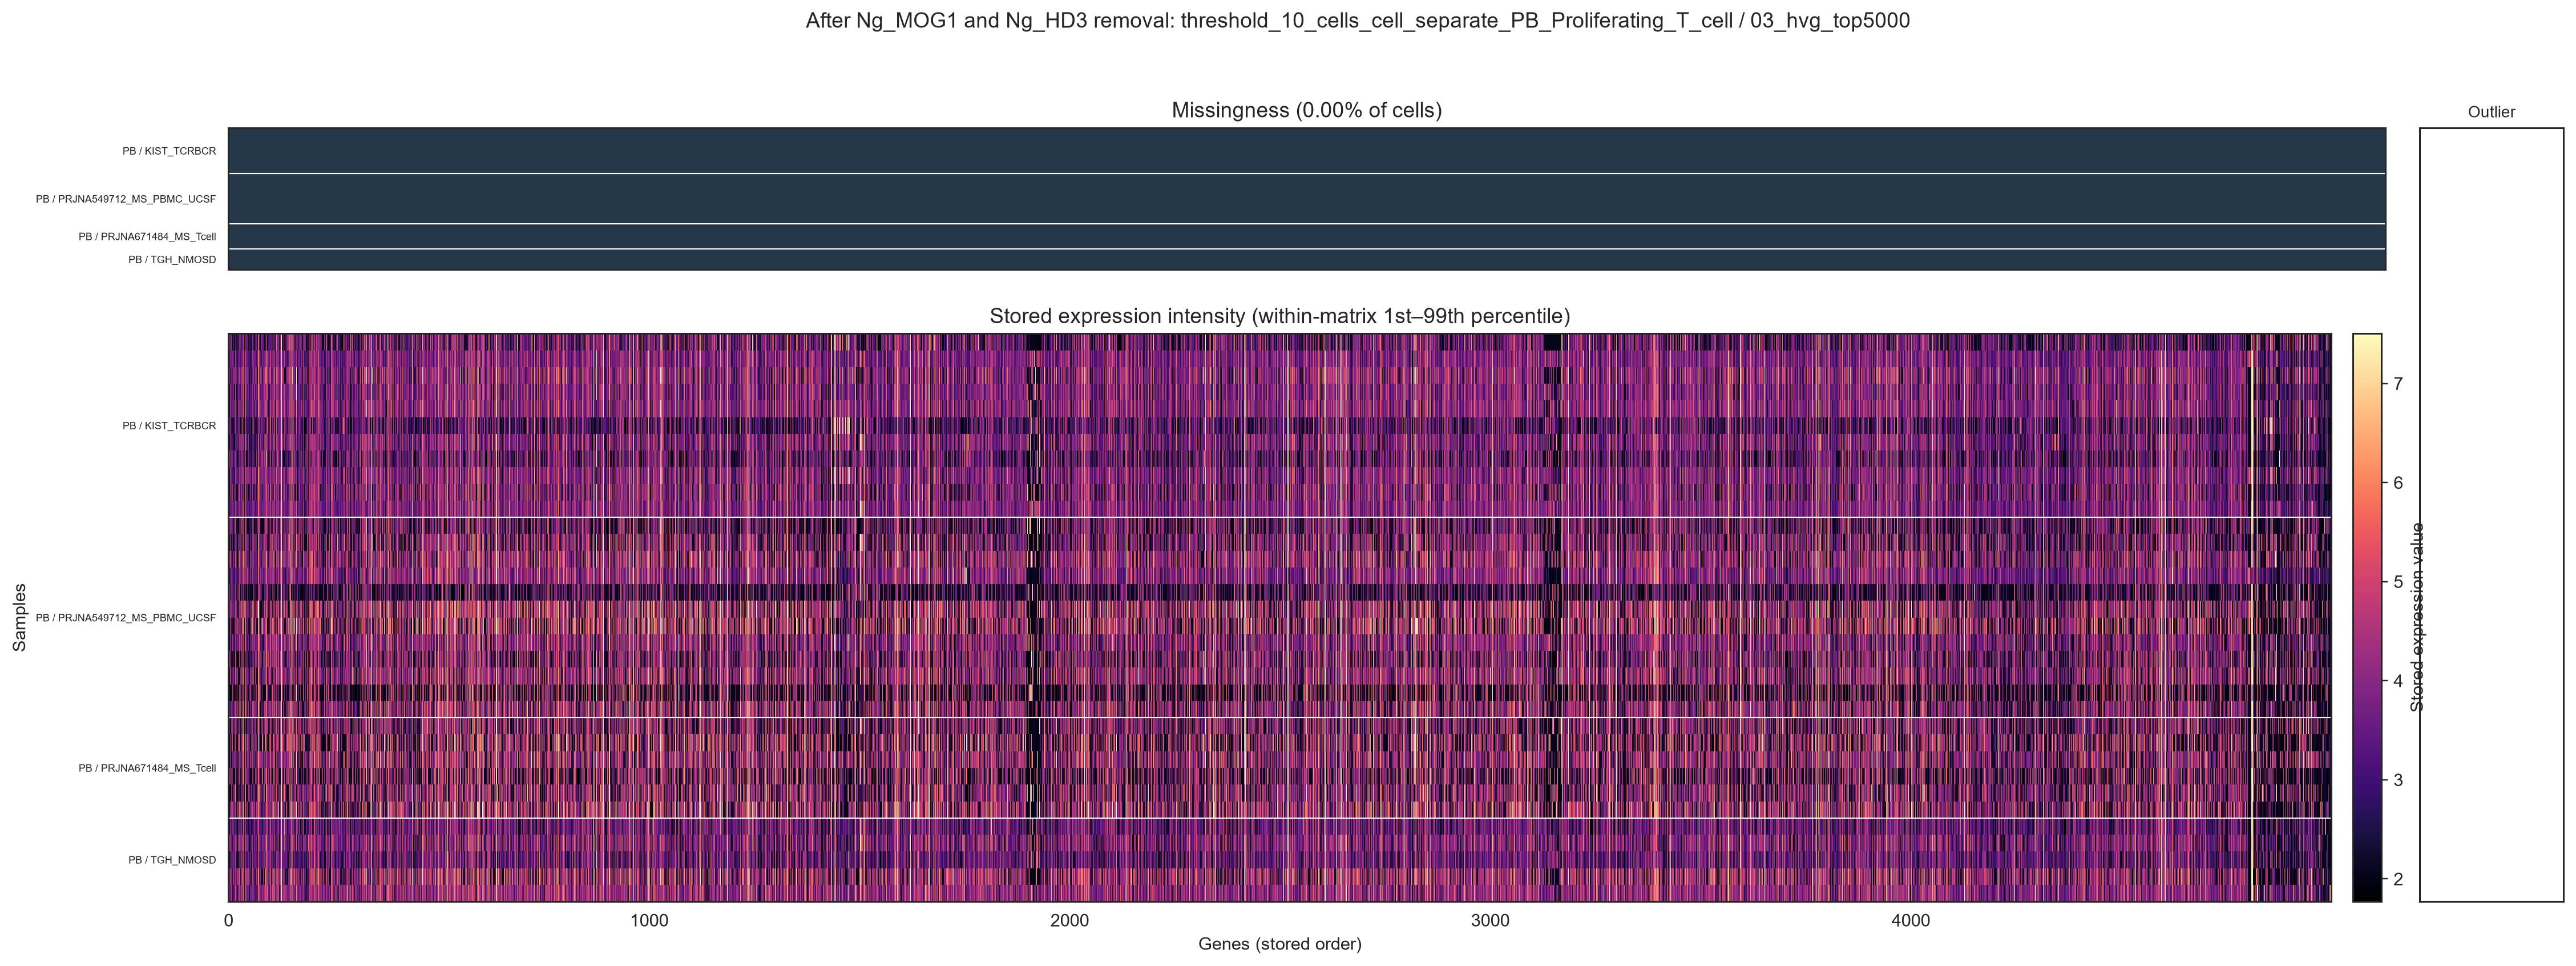 After Ng_MOG1 and Ng_HD3 removal: threshold_10_cells_cell_separate_PB_Proliferating_T_cell / 03_hvg_top5000
Missingness (0.00% of cells)
Outlier
PB / KIST_TCRBCR
PB / PRJNA549712_MS_PBMC_UCSF
PB / PRJNA671484_MS_Tcell
PB / TGH_NMOSD
Stored expression intensity (within-matrix 1st–99th percentile)
Samples
PB / KIST_TCRBCR
PB / PRJNA549712_MS_PBMC_UCSF
PB / PRJNA671484_MS_Tcell
PB / TGH_NMOSD
7
6
5
4
3
2
Stored expression value
0 1000 2000 3000 4000
Genes (stored order)